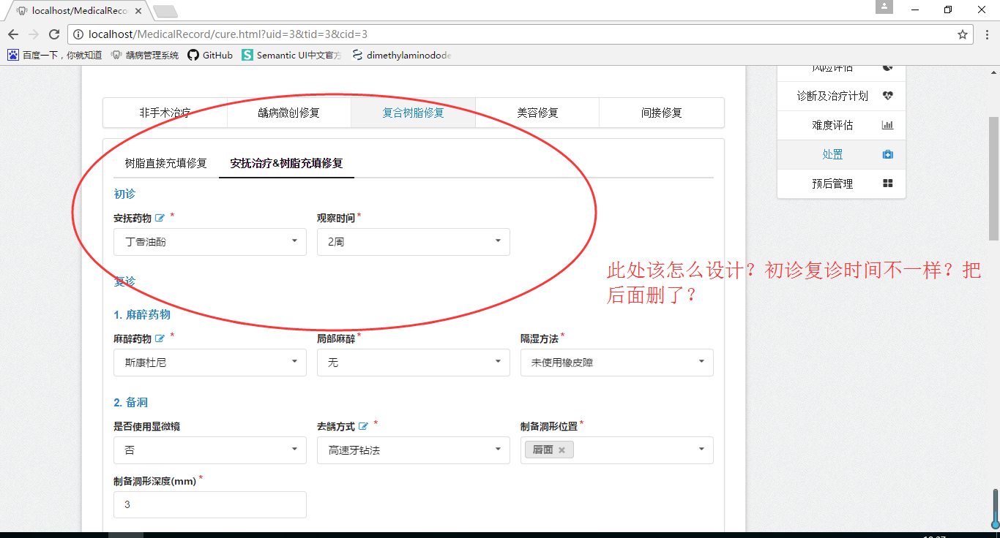 localhost/MedicalReco
localhost/MedicalRecord/cure.html?uid=3&tid=3&cid=3
百度一下，你就知道 龋病管理系统 GitHub Semantic UI中文官方 dimethylaminodode
风险评估
非手术治疗 龋病微创修复 复合树脂修复 美容修复 间接修复
诊断及治疗计划
难度评估
处置
预后管理
树脂直接充填修复 安抚治疗&树脂充填修复
初诊
安抚药物 * 观察时间 *
丁香油酚 2周
此处该怎么设计？初诊复诊时间不一样？把
后面删了？
复诊
1. 麻醉药物
麻醉药物 * 局部麻醉 * 隔湿方法 *
斯康杜尼 无 未使用橡皮障
2. 备洞
是否使用显微镜 去龋方式 * 制备洞形位置 *
否 高速牙钻法 唇面
制备洞形深度(mm) *
3